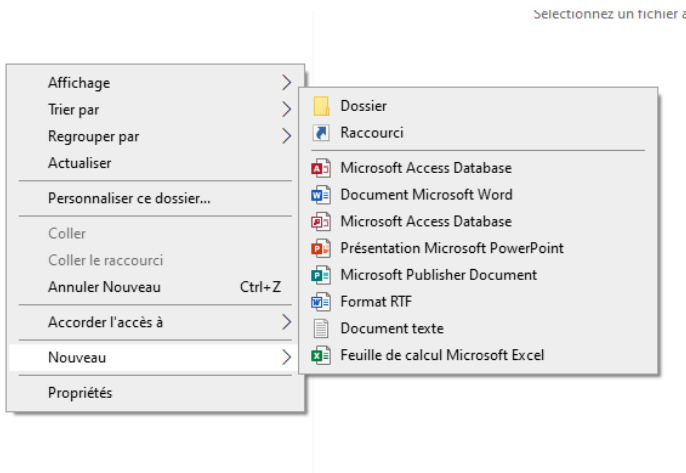 Sélectionnez un fichier a
Affichage
Trier par
Regrouper par
Actualiser
Personnaliser ce dossier...
Coller
Coller le raccourci
Annuler Nouveau Ctrl+Z
Accorder l'accès à
Nouveau
Propriétés
Dossier
Raccourci
Microsoft Access Database
Document Microsoft Word
Microsoft Access Database
Présentation Microsoft PowerPoint
Microsoft Publisher Document
Format RTF
Document texte
Feuille de calcul Microsoft Excel